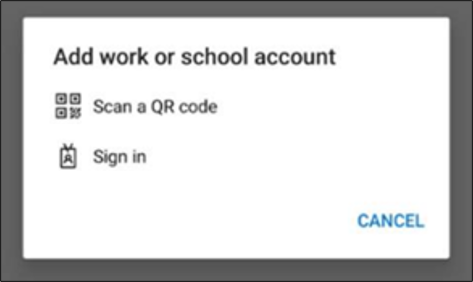 Add work or school account
Scan a QR code
Sign in
CANCEL